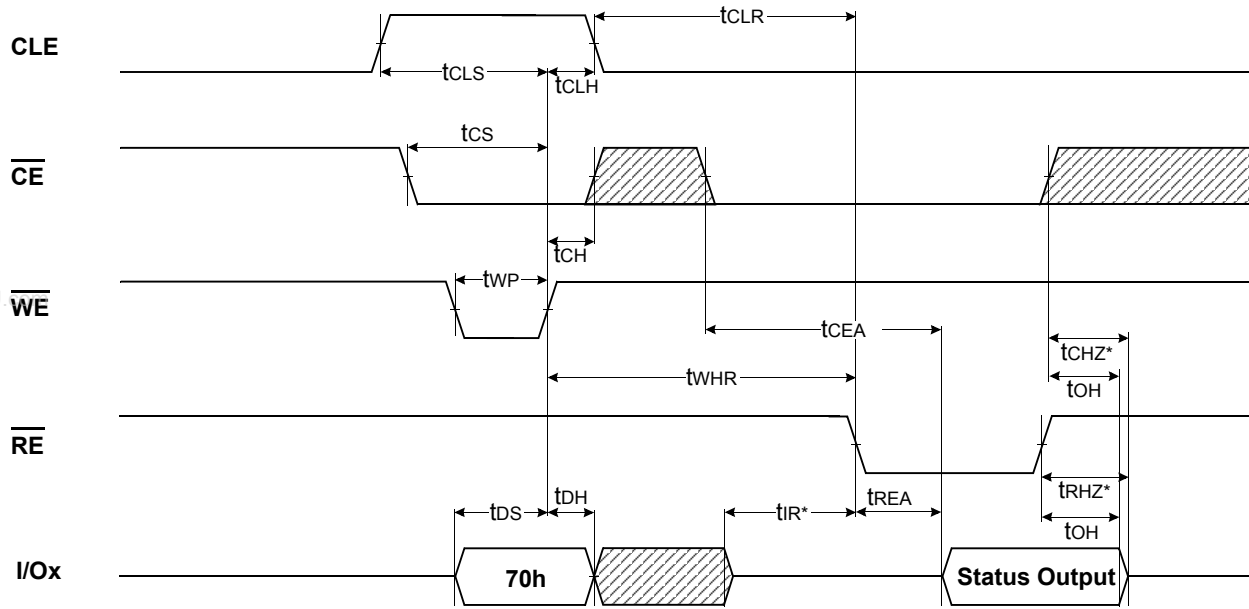 tCLR
CLE
tCLS
tCLH
tCS
CE
tCH
tWP
WE
tCEA
tCHZ*
tWHR
tOH
RE
tRHZ*
tDH
tREA
tDS
tIR*
tOH
I/Ox
70h
Status Output